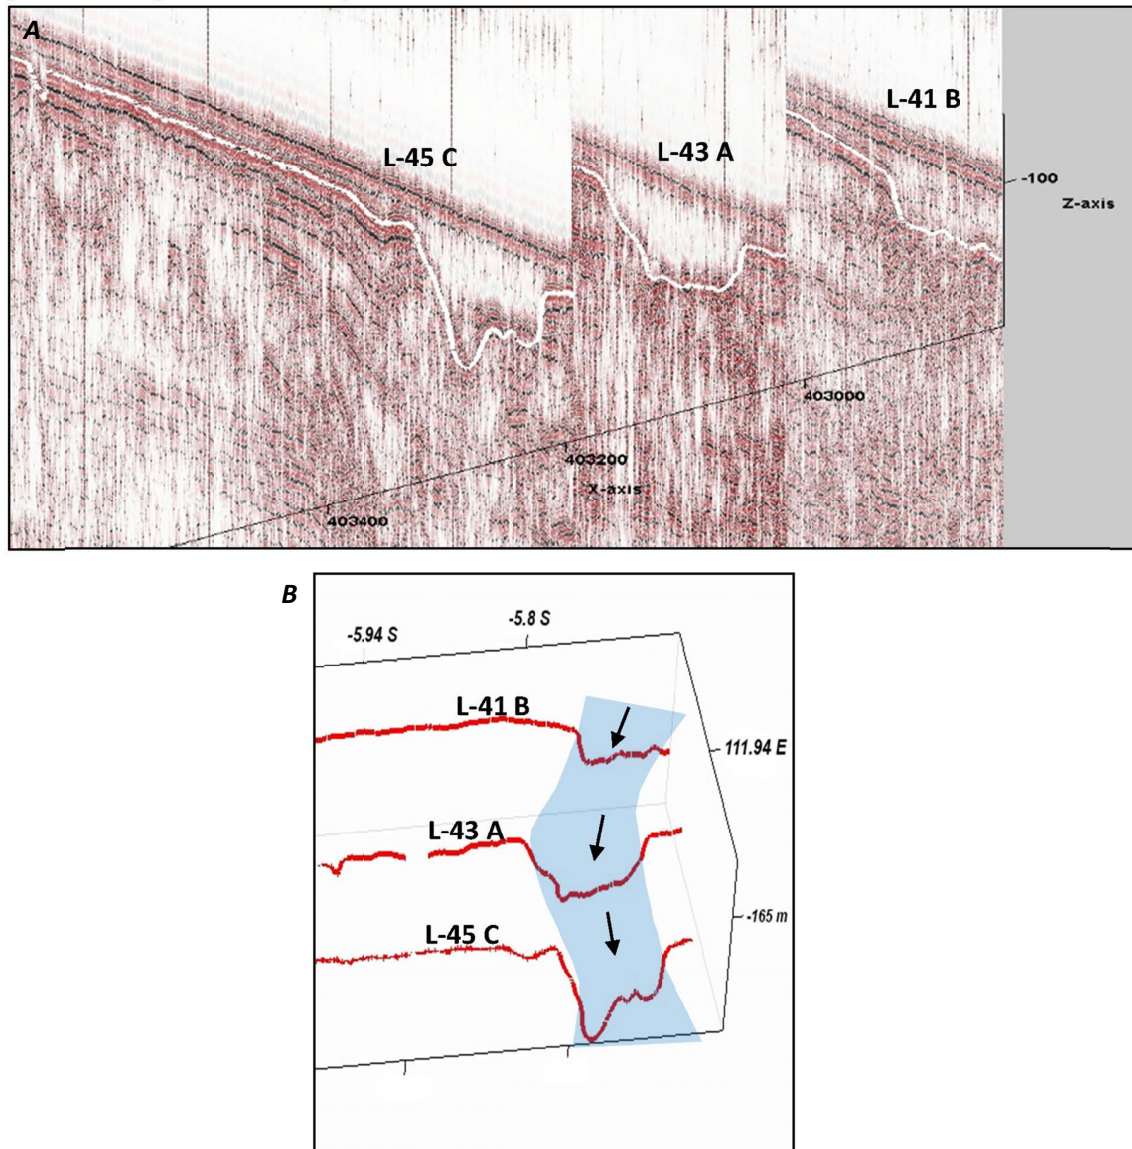 A
L-45 C
L-43 A
L-41 B
-100
Z-axis
403000
403200
X-axis
403400
B
-5.94 S
-5.8 S
L-41 B
111.94 E
L-43 A
-165 m
L-45 C